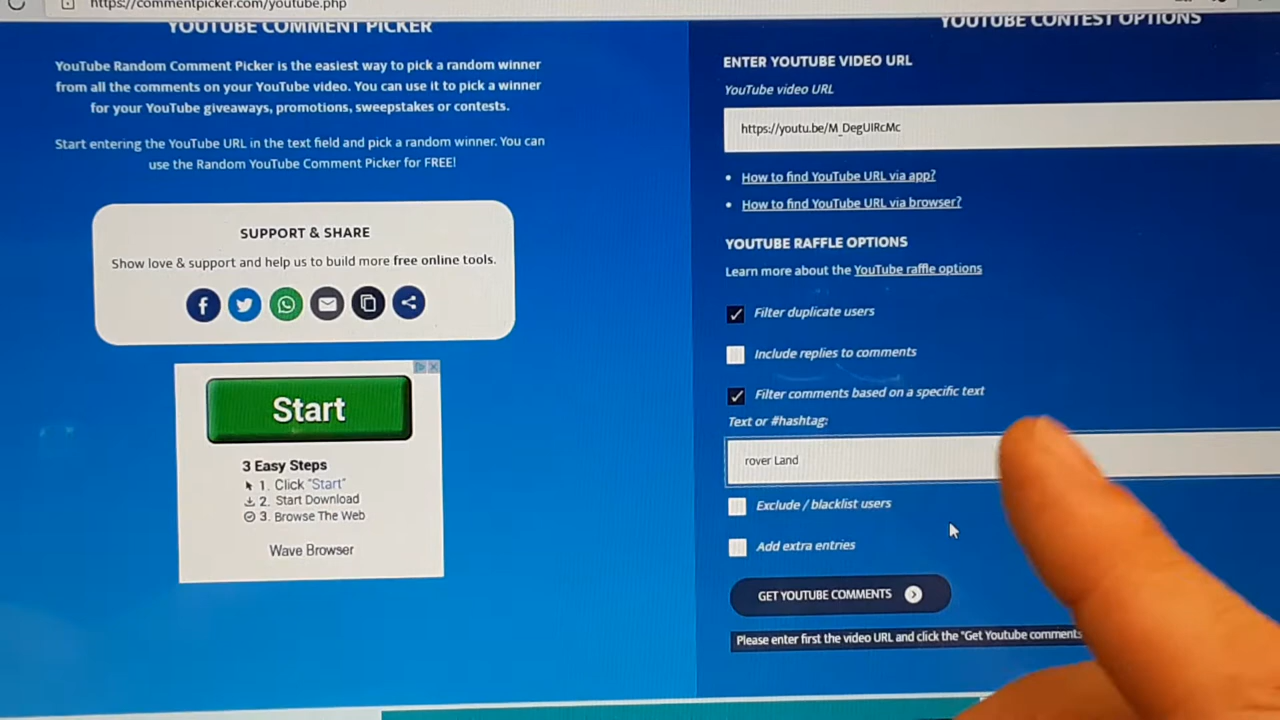 https://commentpicker.com/youtube.php
YOUTUBE COMMENT PICKER
YouTube Random Comment Picker is the easiest way to pick a random winner
from all the comments on your YouTube video. You can use it to pick a winner
for your YouTube giveaways, promotions, sweepstakes or contests.
Start entering the YouTube URL in the text field and pick a random winner. You can
use the Random YouTube Comment Picker for FREE!
SUPPORT & SHARE
Show love & support and help us to build more free online tools.
Start
3 Easy Steps
1. Click "Start"
2. Start Download
3. Browse The Web
Wave Browser
YOUTUBE CONTEST OPTIONS
ENTER YOUTUBE VIDEO URL
YouTube video URL
https://youtu.be/M_DegUIRcMc
How to find YouTube URL via app?
How to find YouTube URL via browser?
YOUTUBE RAFFLE OPTIONS
Learn more about the YouTube raffle options
Filter duplicate users
Include replies to comments
Filter comments based on a specific text
Text or #hashtag:
rover Land
Exclude / blacklist users
Add extra entries
GET YOUTUBE COMMENTS
Please enter first the video URL and click the "Get Youtube comments